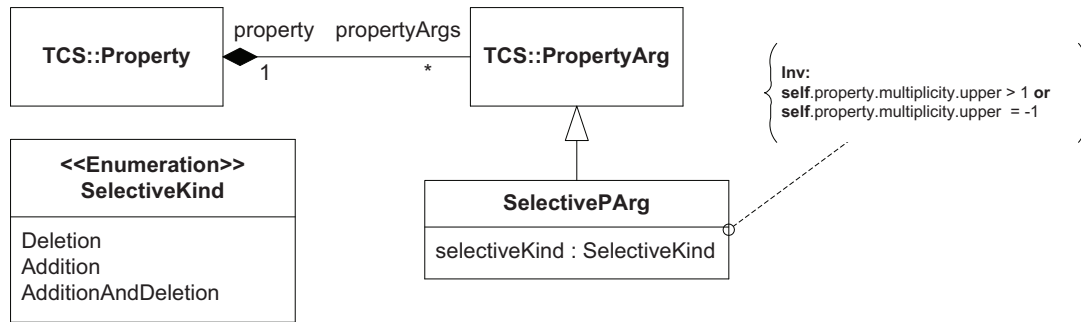 property propertyArgs
TCS::Property
TCS::PropertyArg
1
*
Inv:
self.property.multiplicity.upper > 1 or
self.property.multiplicity.upper = -1
<<Enumeration>>
SelectiveKind
Deletion
Addition
AdditionAndDeletion
SelectivePArg
selectiveKind : SelectiveKind